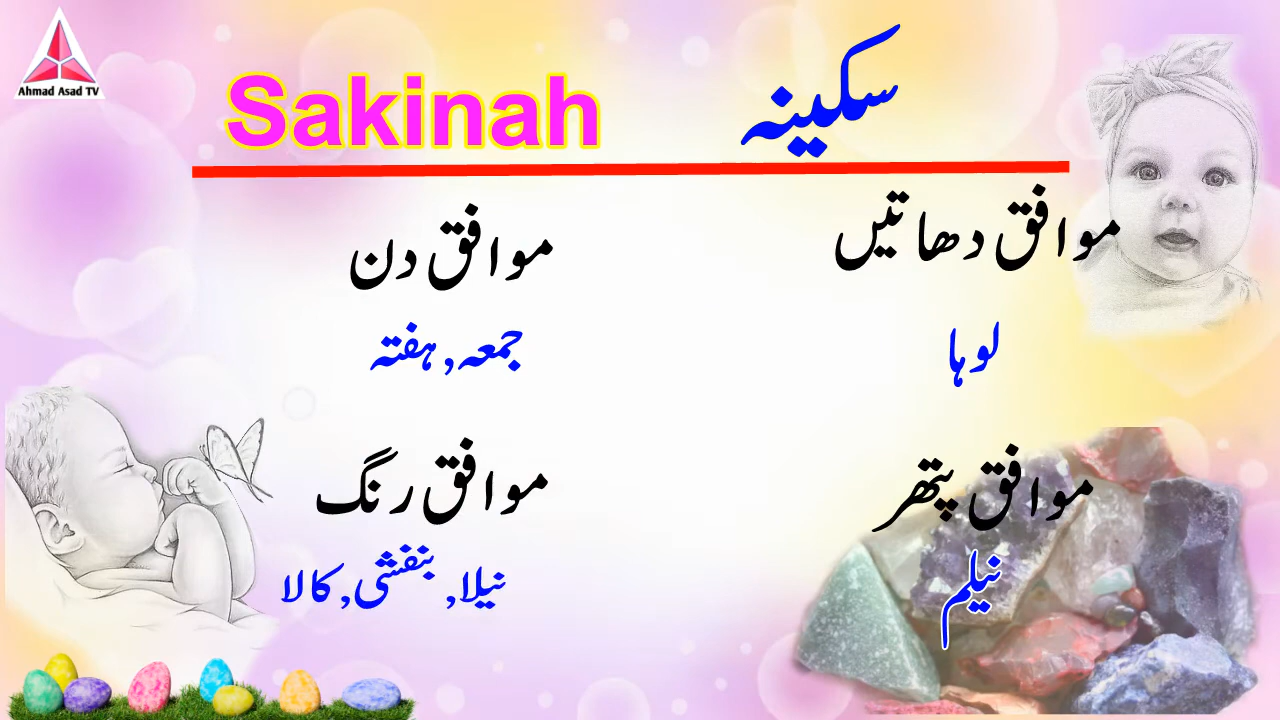 Ahmad Asad TV
Sakinah سکینہ
موافق دھاتیں
لوہا
موافق دن
جمعہ, ہفتہ
موافق پتھر
نیلم
موافق رنگ
نیلا, بنفشی, کالا